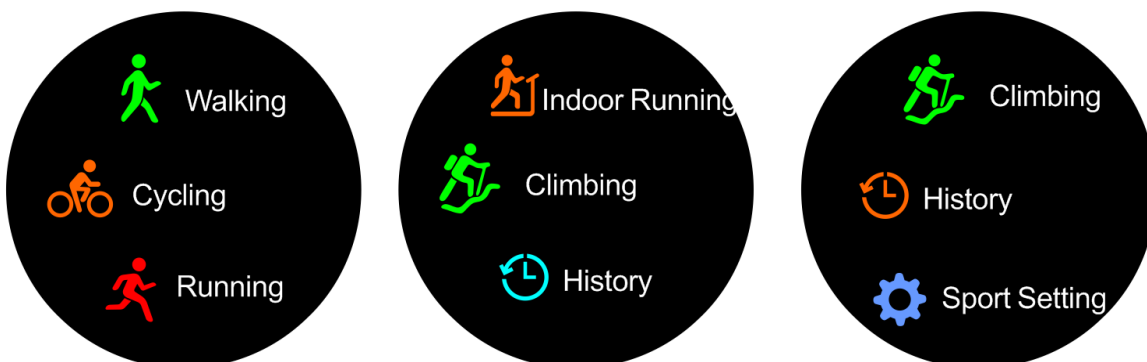 Walking
Cycling
Running
Indoor Running
Climbing
History
Climbing
History
Sport Setting